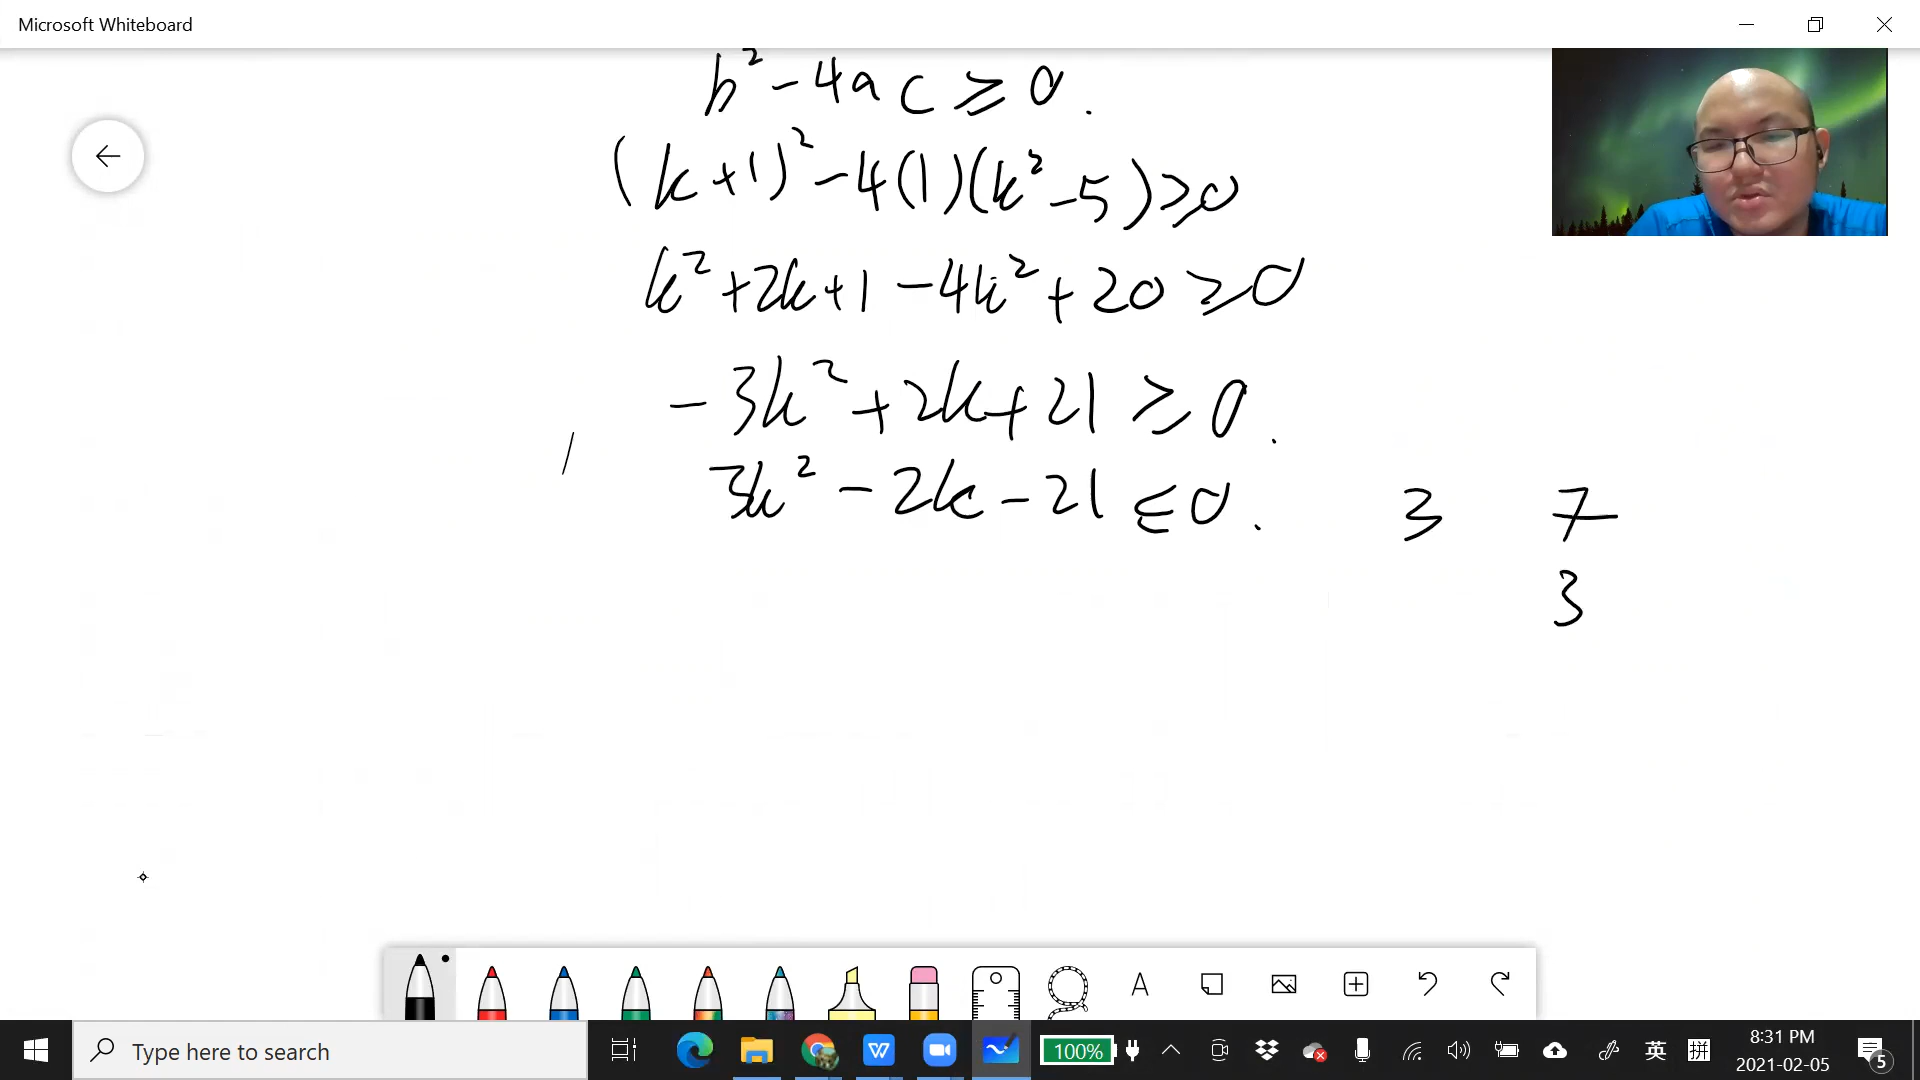 Microsoft Whiteboard
b² - 4ac ≥ 0.
(k+1)² - 4(1)(k² - 5) ≥ 0
k² + 2k + 1 - 4k² + 20 ≥ 0
- 3k² + 2k + 21 ≥ 0.
3k² - 2k - 21 ≤ 0.
3 7
3
A
Type here to search
100%
英
拼
8:31 PM
2021-02-05
5